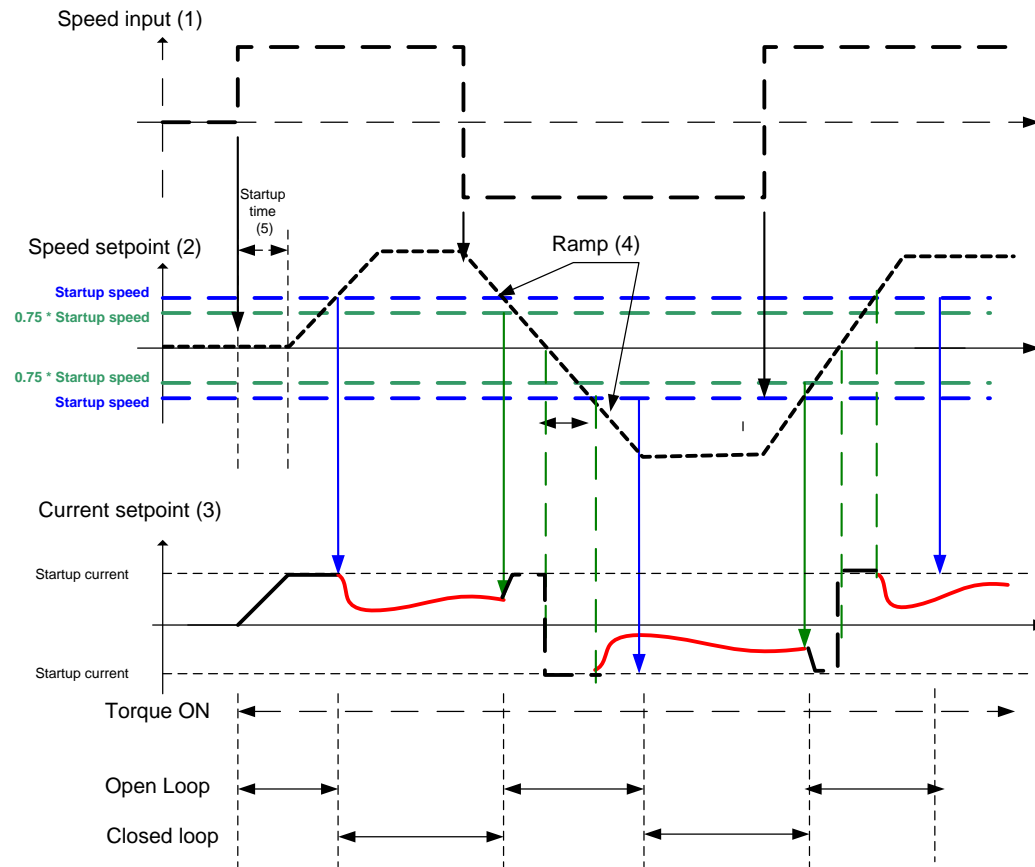 Speed input (1)
Startup
time
(5)
Speed setpoint (2)
Ramp (4)
Startup speed
0.75 * Startup speed
0.75 * Startup speed
Startup speed
Current setpoint (3)
Startup current
Startup current
Torque ON
Open Loop
Closed loop